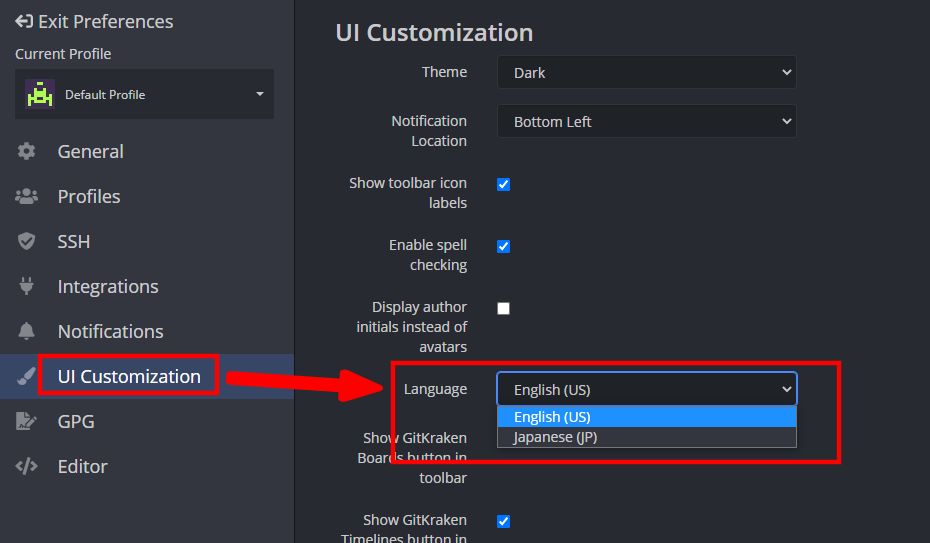 Exit Preferences
Current Profile
Default Profile
General
Profiles
SSH
Integrations
Notifications
UI Customization
GPG
Editor
UI Customization
Theme
Dark
Notification
Location
Bottom Left
Show toolbar icon
labels
Enable spell
checking
Display author
initials instead of
avatars
Language
English (US)
English (US)
Japanese (JP)
Show GitKraken
Boards button in
toolbar
Show GitKraken
Timelines button in